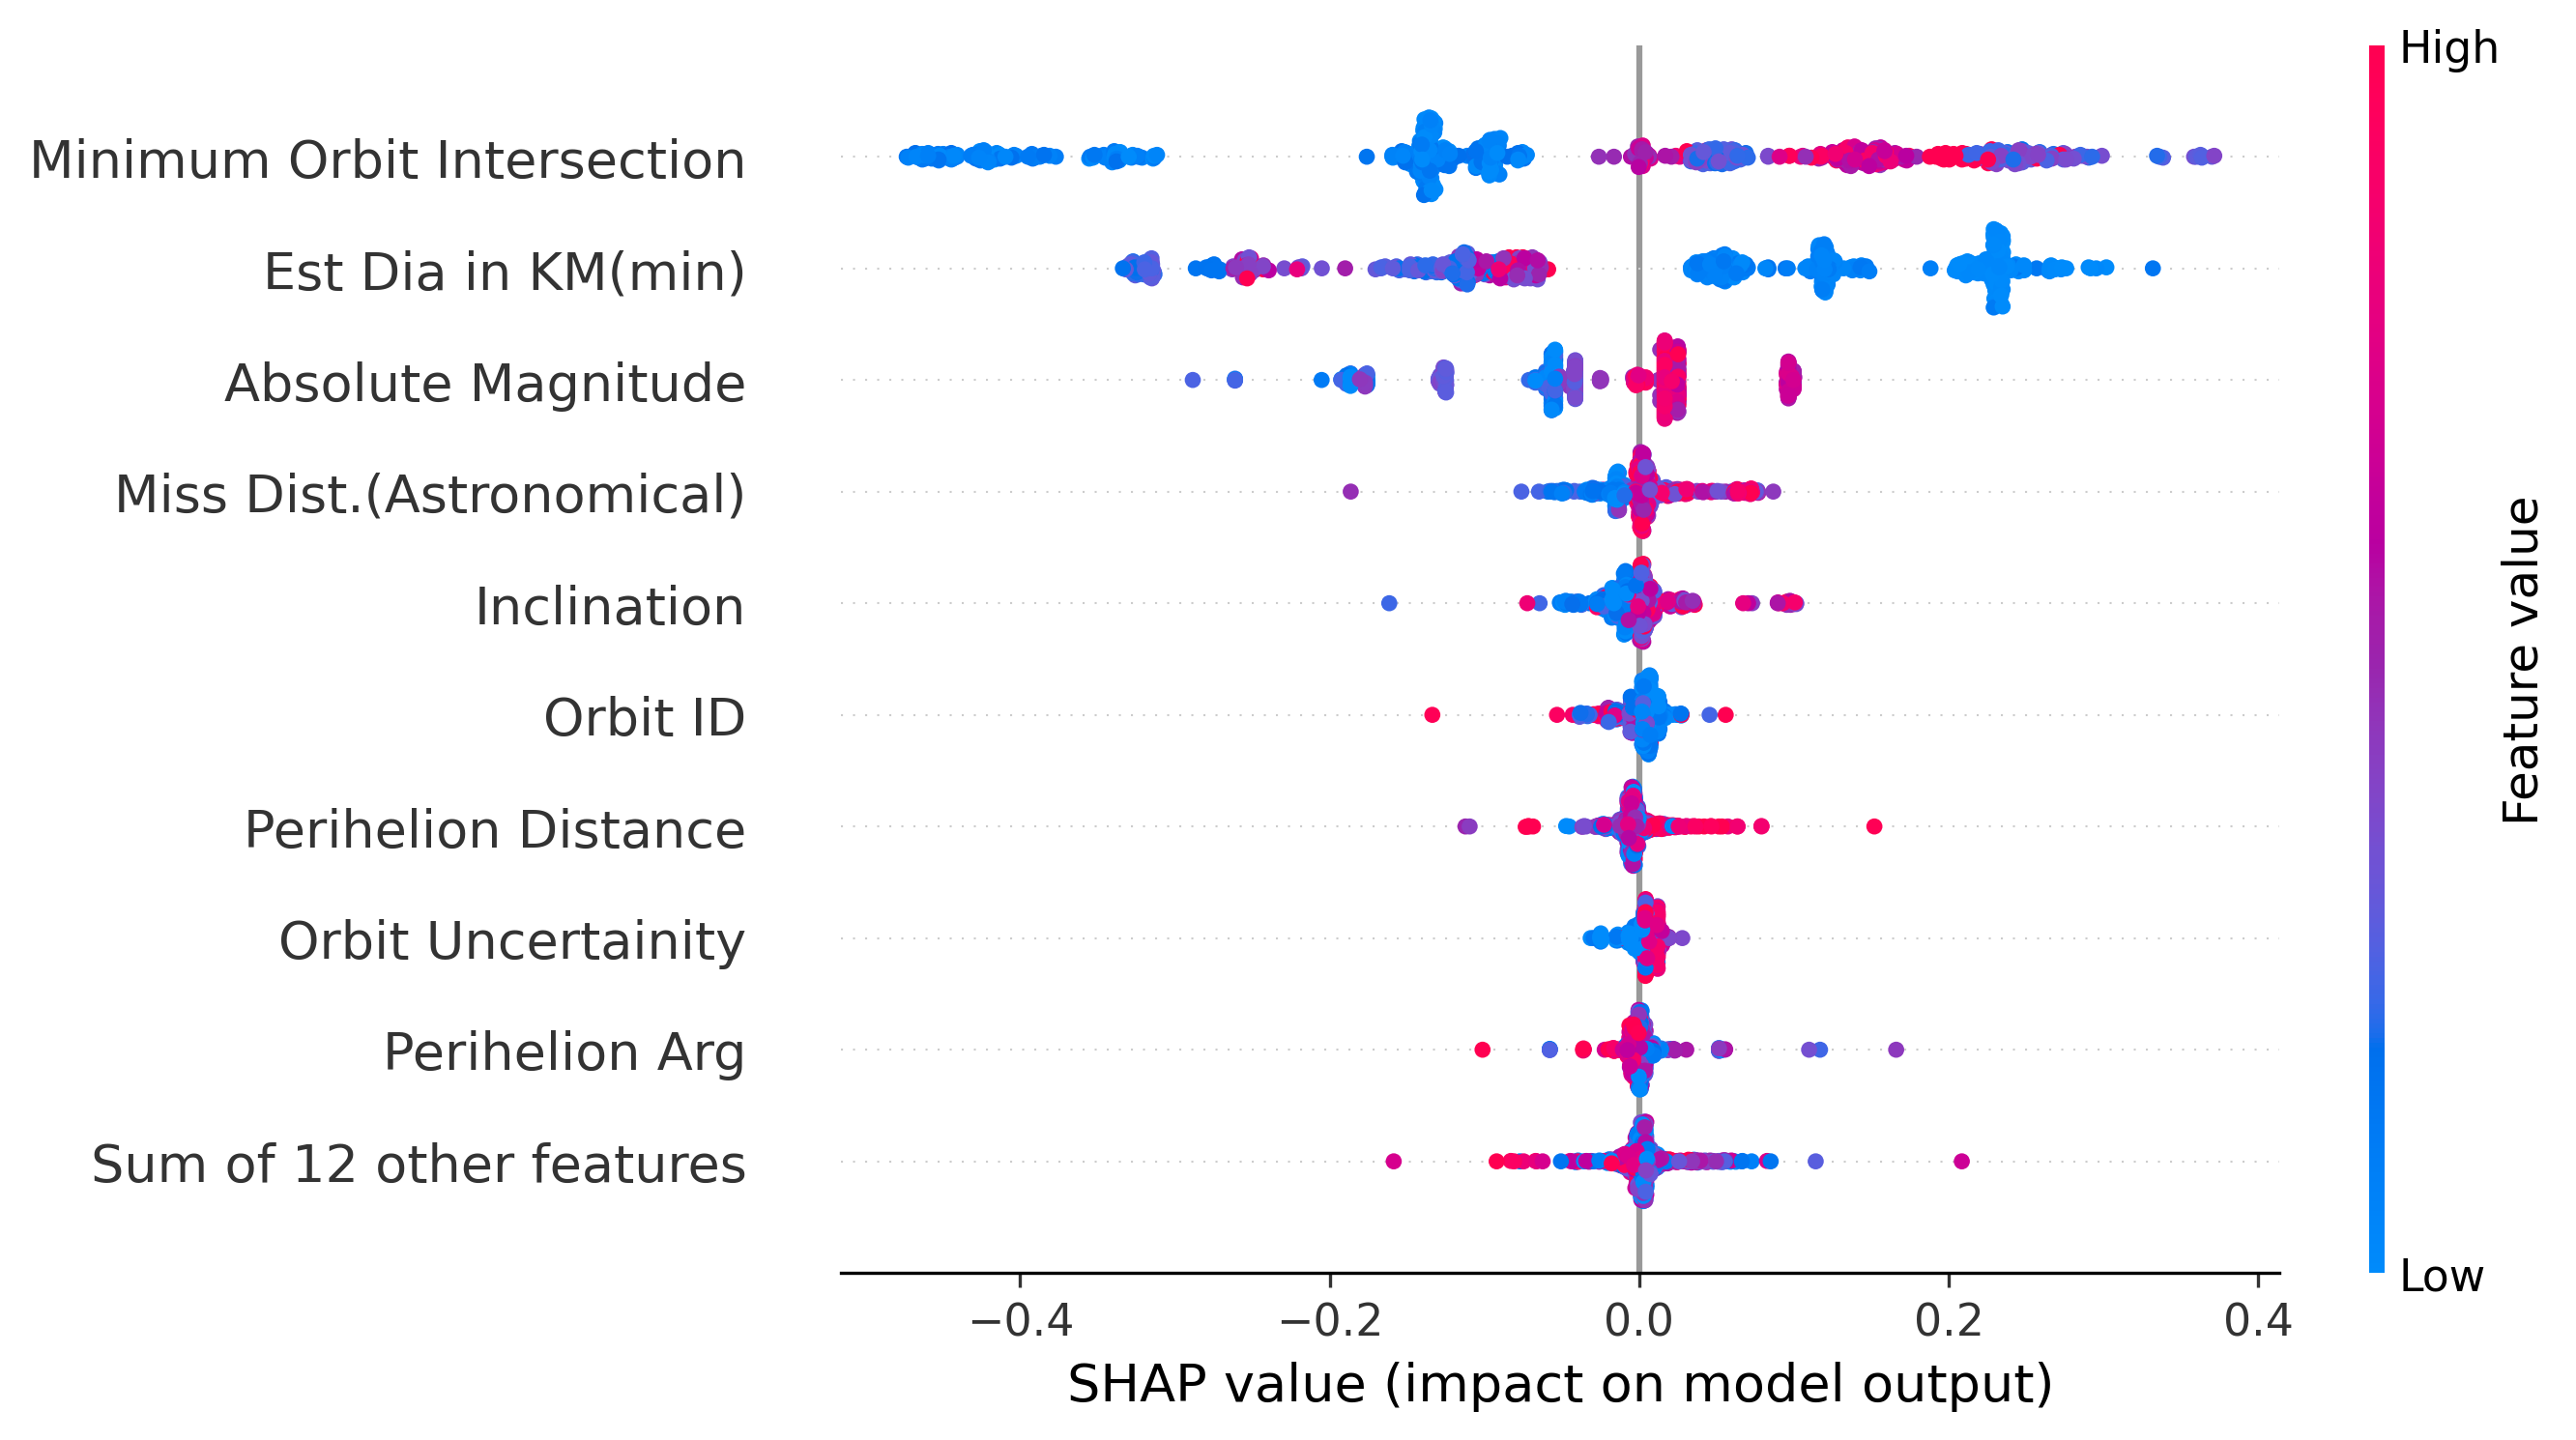 High
Minimum Orbit Intersection
Est Dia in KM(min)
Absolute Magnitude
Miss Dist.(Astronomical)
Inclination
Orbit ID
Perihelion Distance
Orbit Uncertainity
Perihelion Arg
Sum of 12 other features
Feature value
Low
−0.4 −0.2 0.0 0.2 0.4
SHAP value (impact on model output)